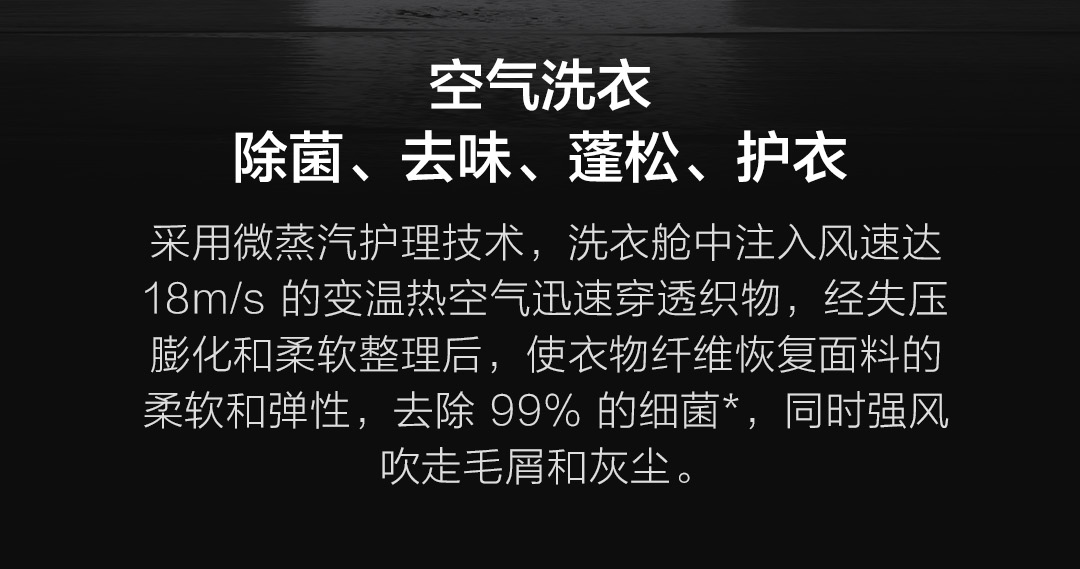 空气洗衣
除菌、去味、蓬松、护衣
采用微蒸汽护理技术，洗衣舱中注入风速达
18m/s 的变温热空气迅速穿透织物，经失压
膨化和柔软整理后，使衣物纤维恢复面料的
柔软和弹性，去除 99% 的细菌*，同时强风
吹走毛屑和灰尘。